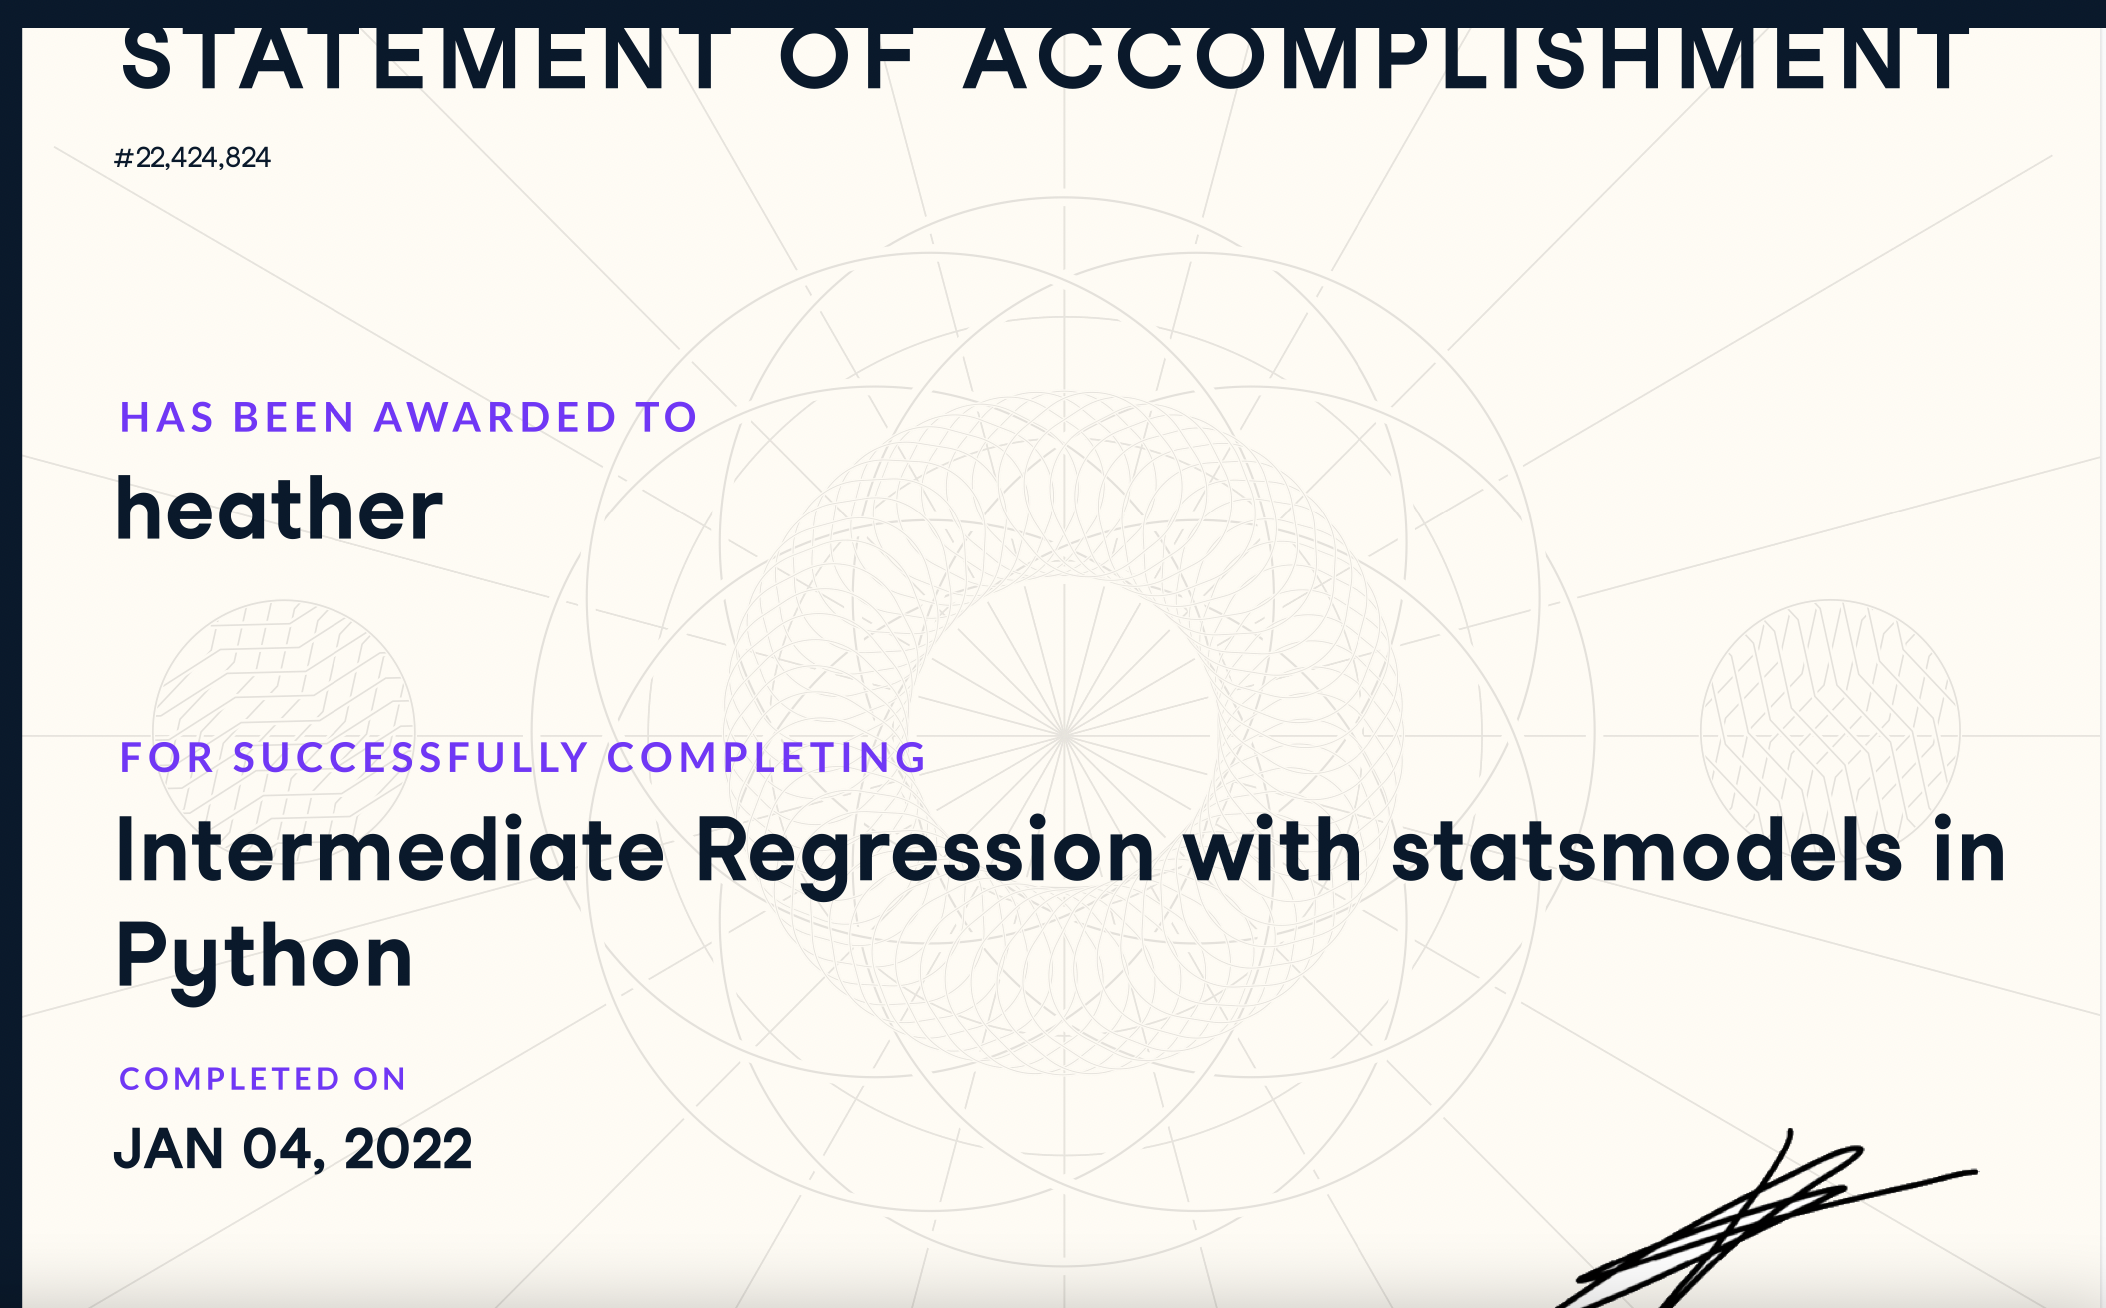 STATEMENT OF ACCOMPLISHMENT
#22,424,824
HAS BEEN AWARDED TO
heather
FOR SUCCESSFULLY COMPLETING
Intermediate Regression with statsmodels in
Python
COMPLETED ON
JAN 04, 2022